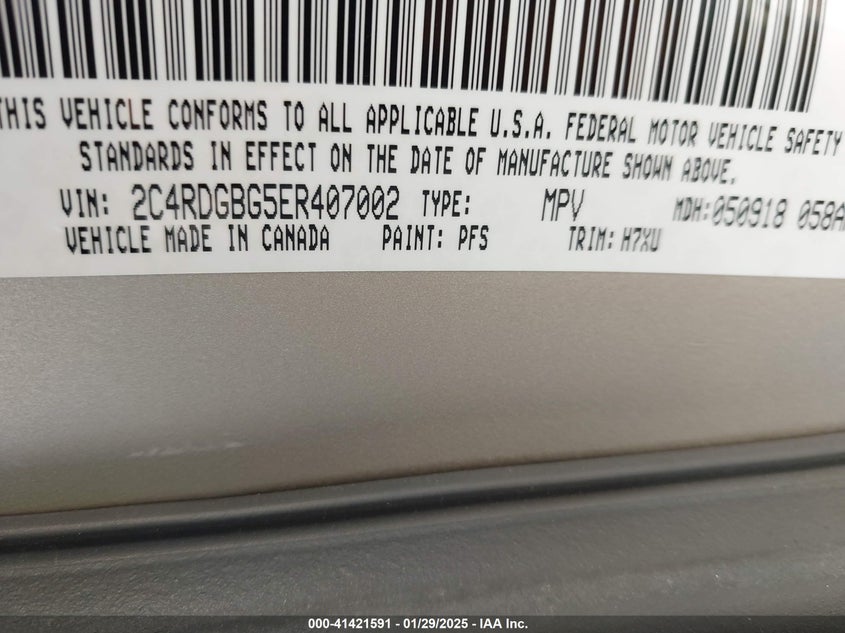 THIS VEHICLE CONFORMS TO ALL APPLICABLE U.S.A. FEDERAL MOTOR VEHICLE SAFETY
STANDARDS IN EFFECT ON THE DATE OF MANUFACTURE SHOWN ABOVE.
VIN: 2C4RDGBG5ER407002 TYPE: MPV MDH:050918 058A
VEHICLE MADE IN CANADA PAINT: PFS TRIM: H7XU
000-41421591 - 01/29/2025 - IAA Inc.